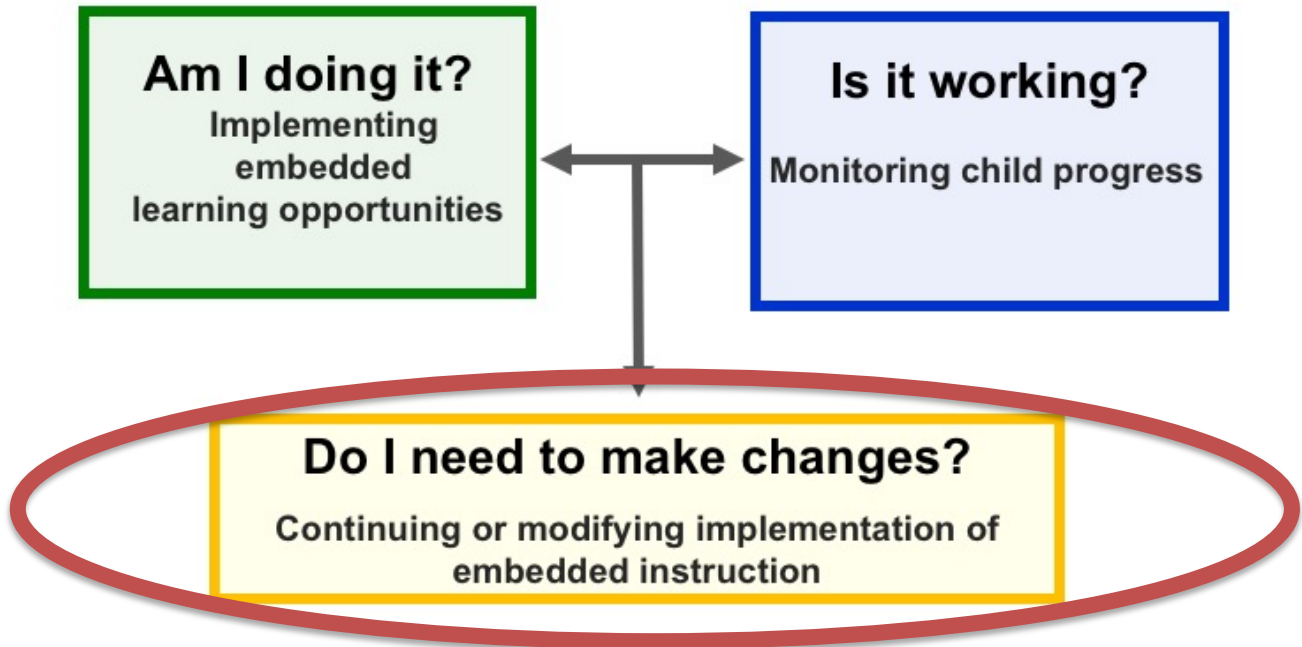 Am I doing it?
Implementing
embedded
learning opportunities
Is it working?
Monitoring child progress
Do I need to make changes?
Continuing or modifying implementation of
embedded instruction